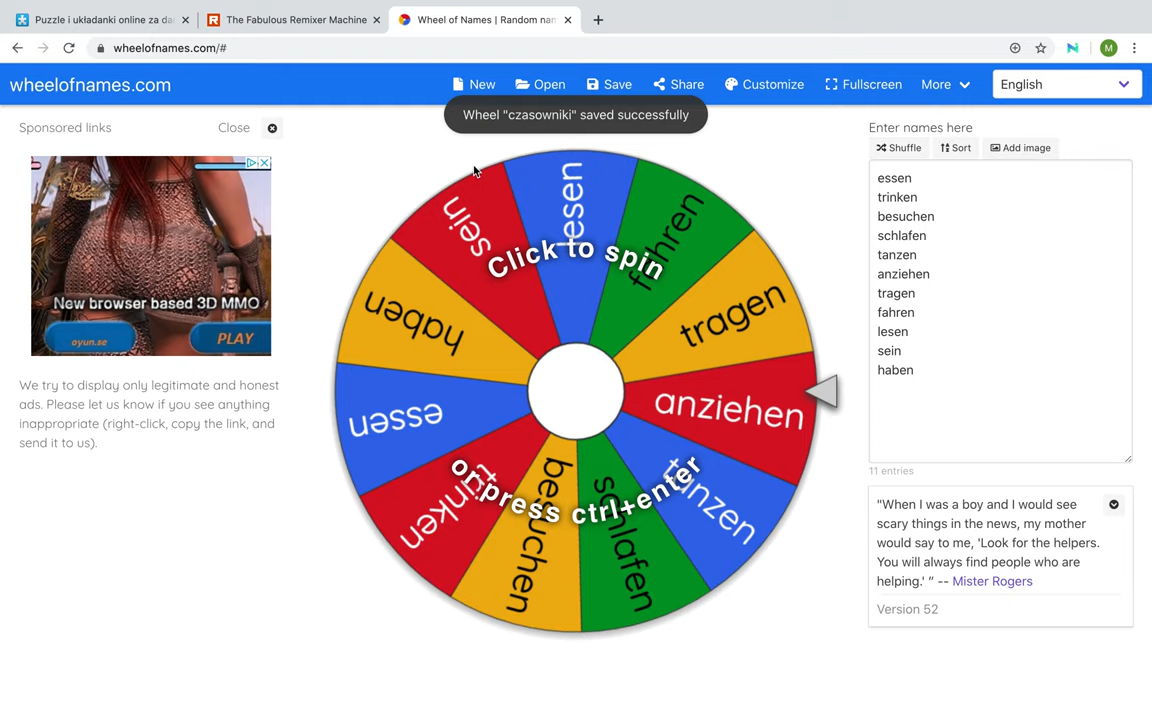 Puzzle i układanki online za da
The Fabulous Remixer Machine
Wheel of Names | Random nam
wheelofnames.com/#
M
wheelofnames.com
New
Open
Save
Share
Customize
Fullscreen
More
English
Wheel "czasowniki" saved successfully
Sponsored links
Close
New browser based 3D MMO
oyun.se
PLAY
We try to display only legitimate and honest
ads. Please let us know if you see anything
inappropriate (right-click, copy the link, and
send it to us).
lesen
fahren
tragen
anziehen
tanzen
schlafen
besuchen
trinken
essen
haben
sein
Click to spin
or press ctrl+enter
Enter names here
Shuffle
Sort
Add image
essen
trinken
besuchen
schlafen
tanzen
anziehen
tragen
fahren
lesen
sein
haben
11 entries
"When I was a boy and I would see
scary things in the news, my mother
would say to me, 'Look for the helpers.
You will always find people who are
helping.' " -- Mister Rogers
Version 52